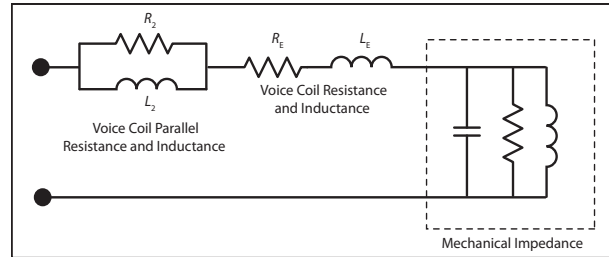 R2
L2
Voice Coil Parallel
Resistance and Inductance
RE
LE
Voice Coil Resistance
and Inductance
Mechanical Impedance